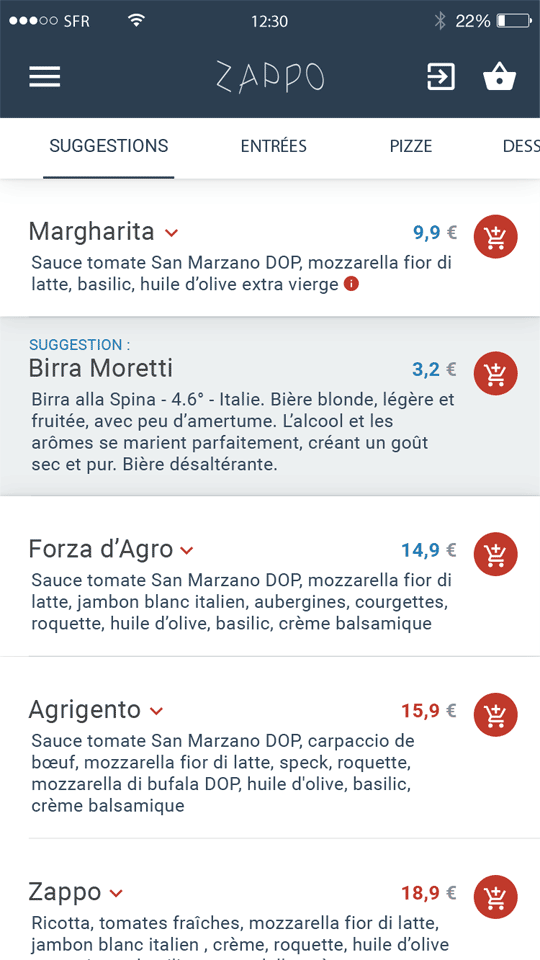 SFR 12:30 22%
ZAPPO
SUGGESTIONS ENTRÉES PIZZE DESS
Margharita 9,9 €
Sauce tomate San Marzano DOP, mozzarella fior di
latte, basilic, huile d’olive extra vierge
SUGGESTION :
Birra Moretti 3,2 €
Birra alla Spina - 4.6° - Italie. Bière blonde, légère et
fruitée, avec peu d’amertume. L’alcool et les
arômes se marient parfaitement, créant un goût
sec et pur. Bière désaltérante.
Forza d’Agro 14,9 €
Sauce tomate San Marzano DOP, mozzarella fior di
latte, jambon blanc italien, aubergines, courgettes,
roquette, huile d’olive, basilic, crème balsamique
Agrigento 15,9 €
Sauce tomate San Marzano DOP, carpaccio de
bœuf, mozzarella fior di latte, speck, roquette,
mozzarella di bufala DOP, huile d'olive, basilic,
crème balsamique
Zappo 18,9 €
Ricotta, tomates fraîches, mozzarella fior di latte,
jambon blanc italien , crème, roquette, huile d’olive